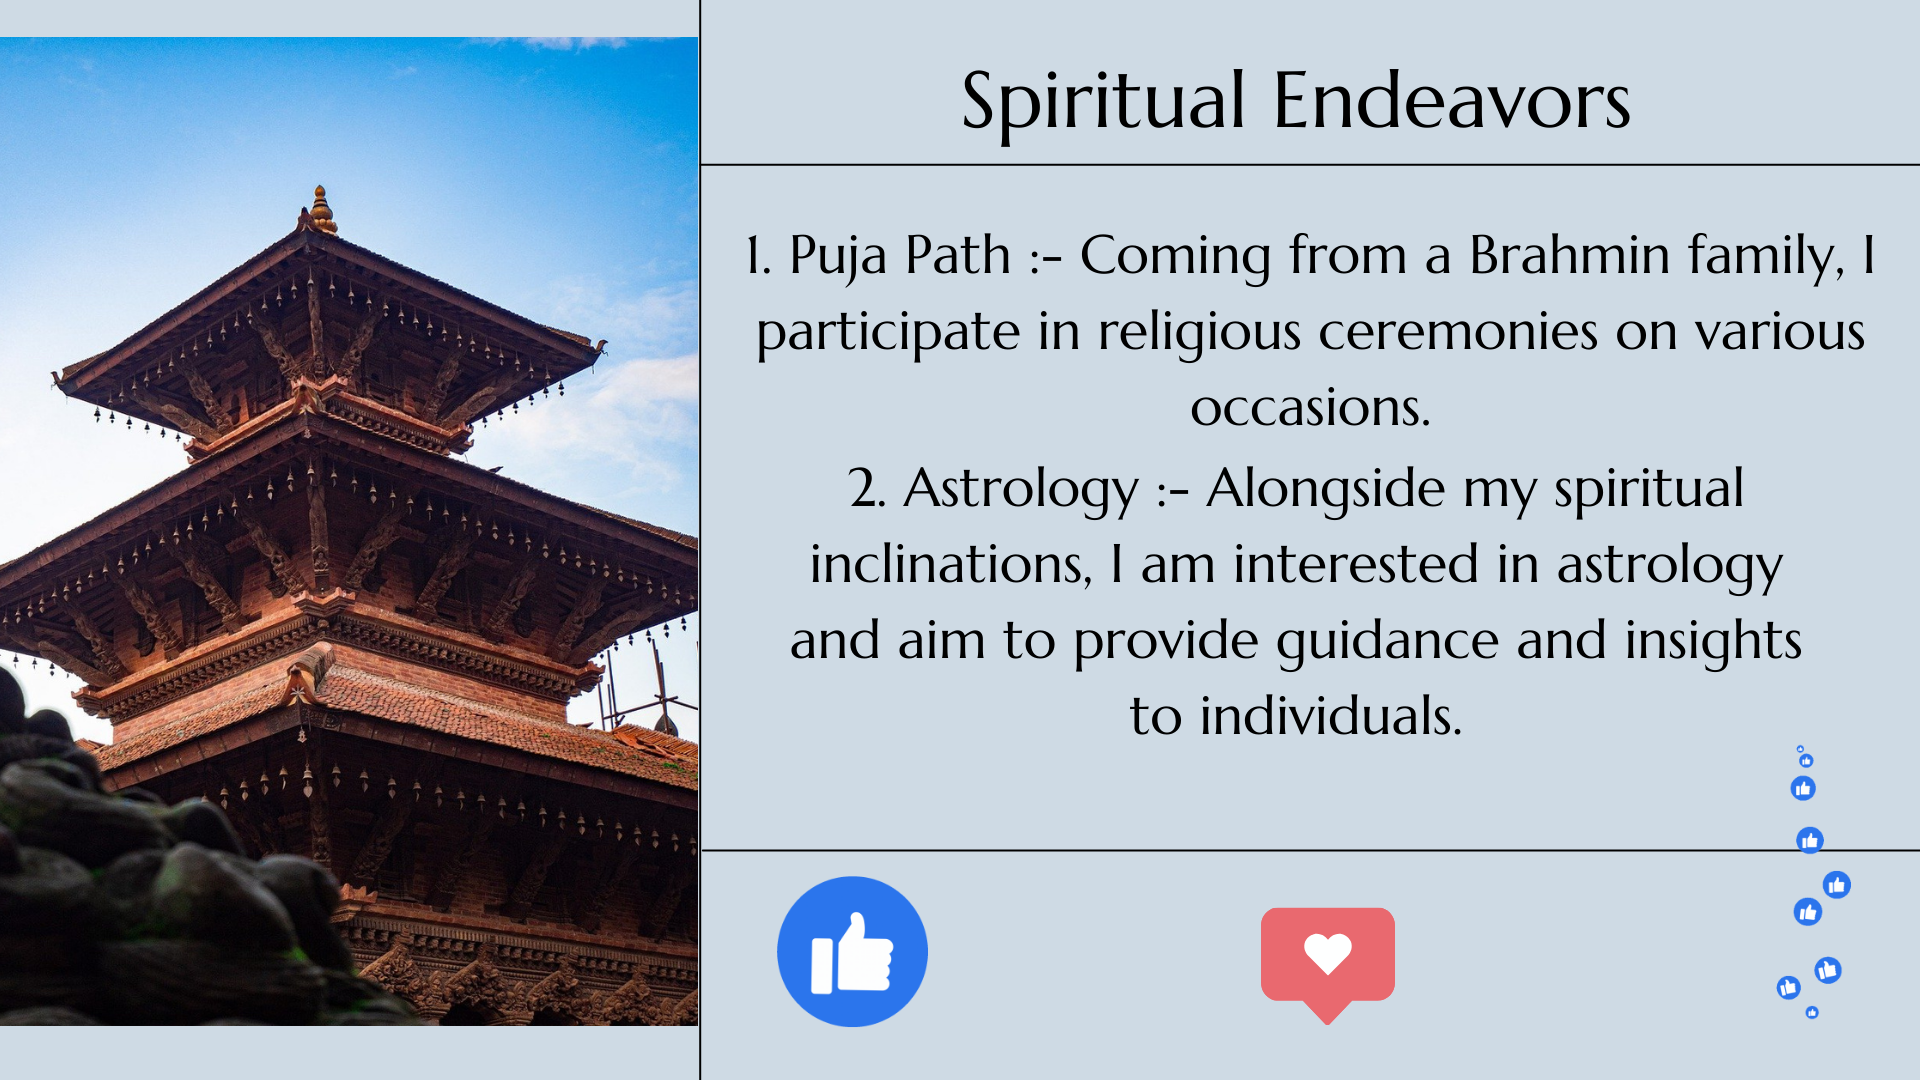 Spiritual Endeavors
1. Puja Path :- Coming from a Brahmin family, I
participate in religious ceremonies on various
occasions.
2. Astrology :- Alongside my spiritual
inclinations, I am interested in astrology
and aim to provide guidance and insights
to individuals.